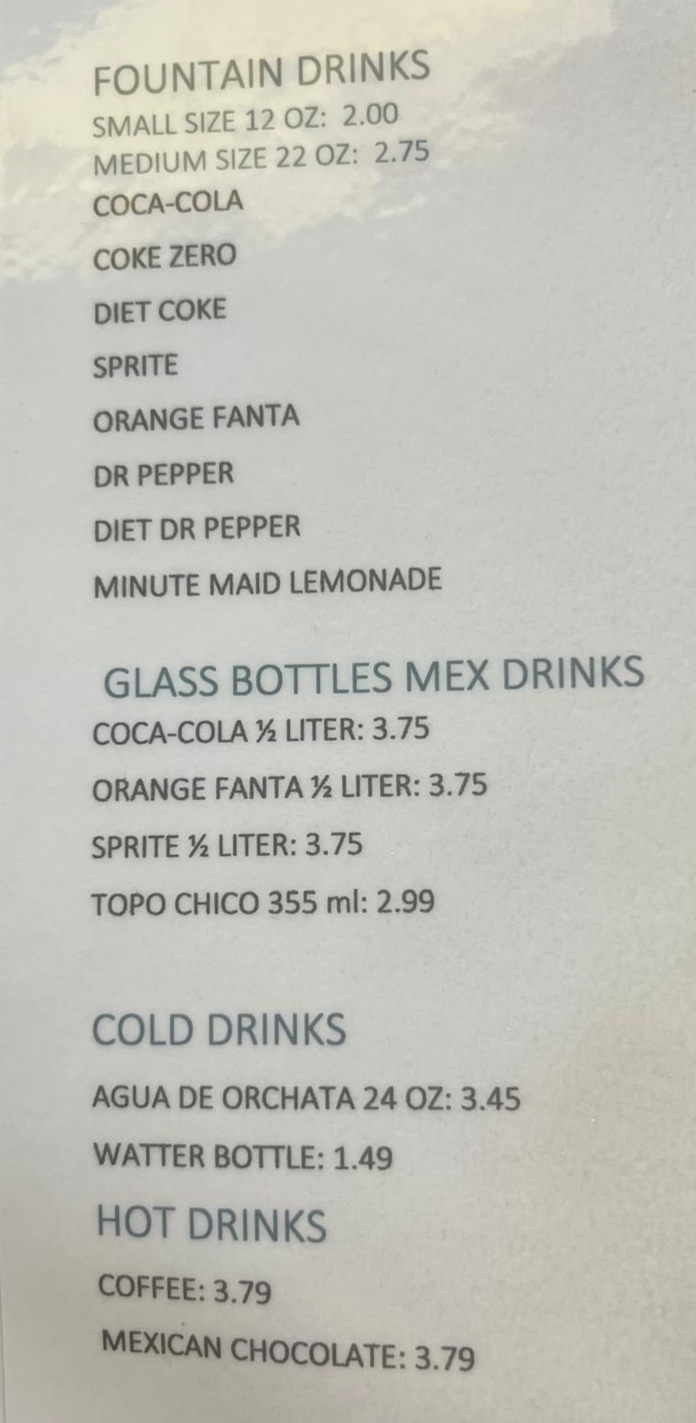 FOUNTAIN DRINKS
SMALL SIZE 12 OZ: 2.00
MEDIUM SIZE 22 OZ: 2.75
COCA-COLA
COKE ZERO
DIET COKE
SPRITE
ORANGE FANTA
DR PEPPER
DIET DR PEPPER
MINUTE MAID LEMONADE
GLASS BOTTLES MEX DRINKS
COCA-COLA ½ LITER: 3.75
ORANGE FANTA ½ LITER: 3.75
SPRITE ½ LITER: 3.75
TOPO CHICO 355 ml: 2.99
COLD DRINKS
AGUA DE ORCHATA 24 OZ: 3.45
WATTER BOTTLE: 1.49
HOT DRINKS
COFFEE: 3.79
MEXICAN CHOCOLATE: 3.79